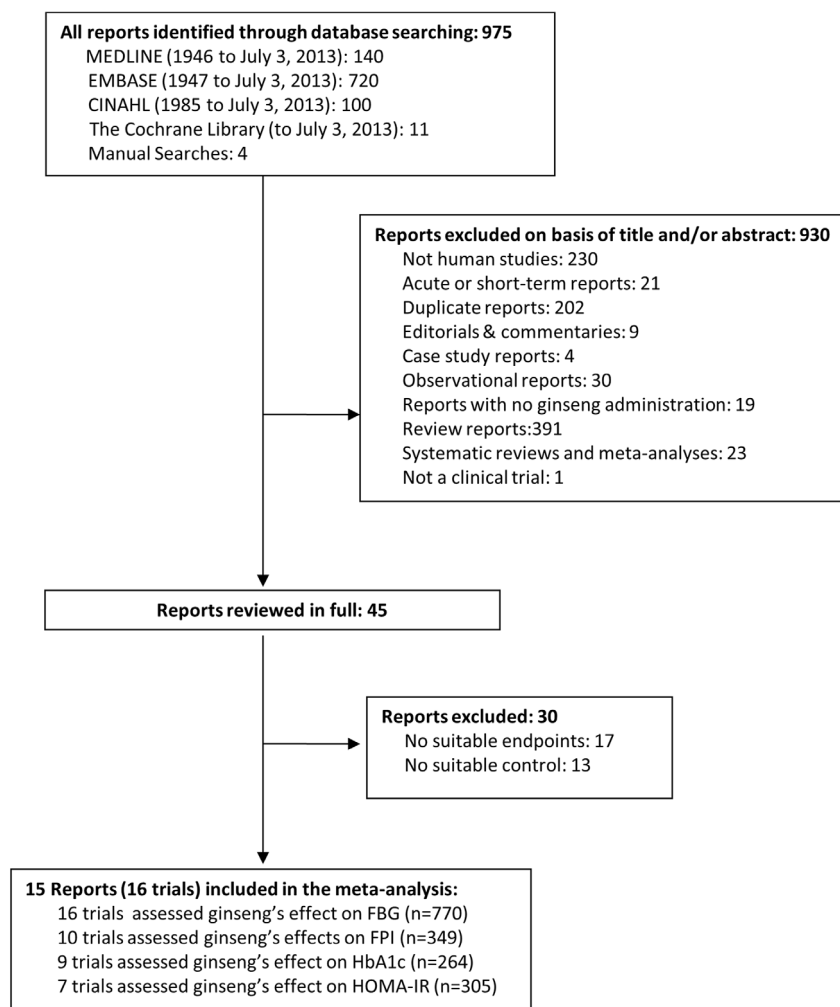 All reports identified through database searching: 975
MEDLINE (1946 to July 3, 2013): 140
EMBASE (1947 to July 3, 2013): 720
CINAHL (1985 to July 3, 2013): 100
The Cochrane Library (to July 3, 2013): 11
Manual Searches: 4
Reports excluded on basis of title and/or abstract: 930
Not human studies: 230
Acute or short-term reports: 21
Duplicate reports: 202
Editorials & commentaries: 9
Case study reports: 4
Observational reports: 30
Reports with no ginseng administration: 19
Review reports:391
Systematic reviews and meta-analyses: 23
Not a clinical trial: 1
Reports reviewed in full: 45
Reports excluded: 30
No suitable endpoints: 17
No suitable control: 13
15 Reports (16 trials) included in the meta-analysis:
16 trials assessed ginseng's effect on FBG (n=770)
10 trials assessed ginseng's effects on FPI (n=349)
9 trials assessed ginseng's effect on HbA1c (n=264)
7 trials assessed ginseng's effect on HOMA-IR (n=305)